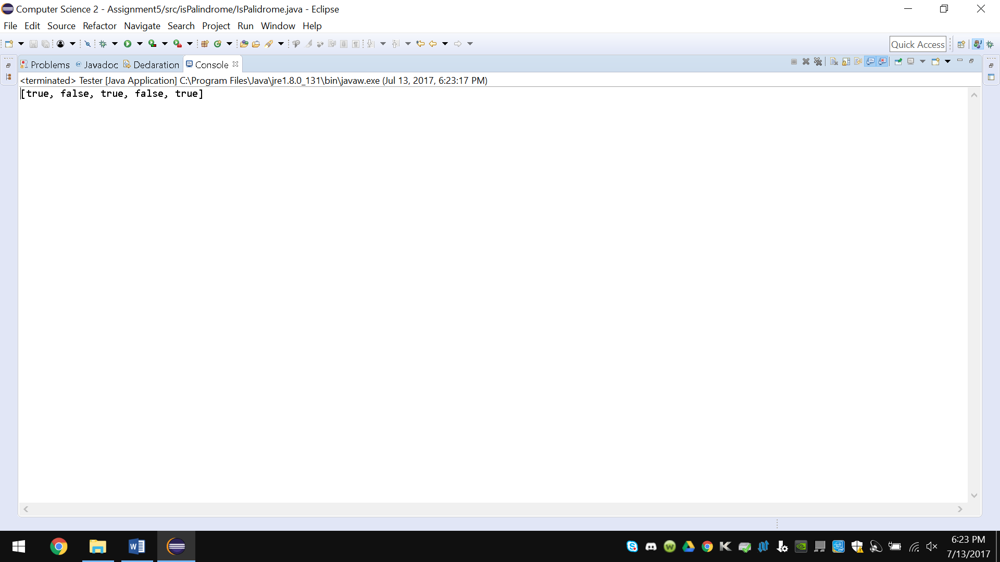 Computer Science 2 - Assignment5/src/isPalindrome/IsPalidrome.java - Eclipse
File Edit Source Refactor Navigate Search Project Run Window Help
Quick Access
Problems @ Javadoc Declaration Console
<terminated> Tester [Java Application] C:\Program Files\Java\jre1.8.0_131\bin\javaw.exe (Jul 13, 2017, 6:23:17 PM)
[true, false, true, false, true]
6:23 PM
7/13/2017